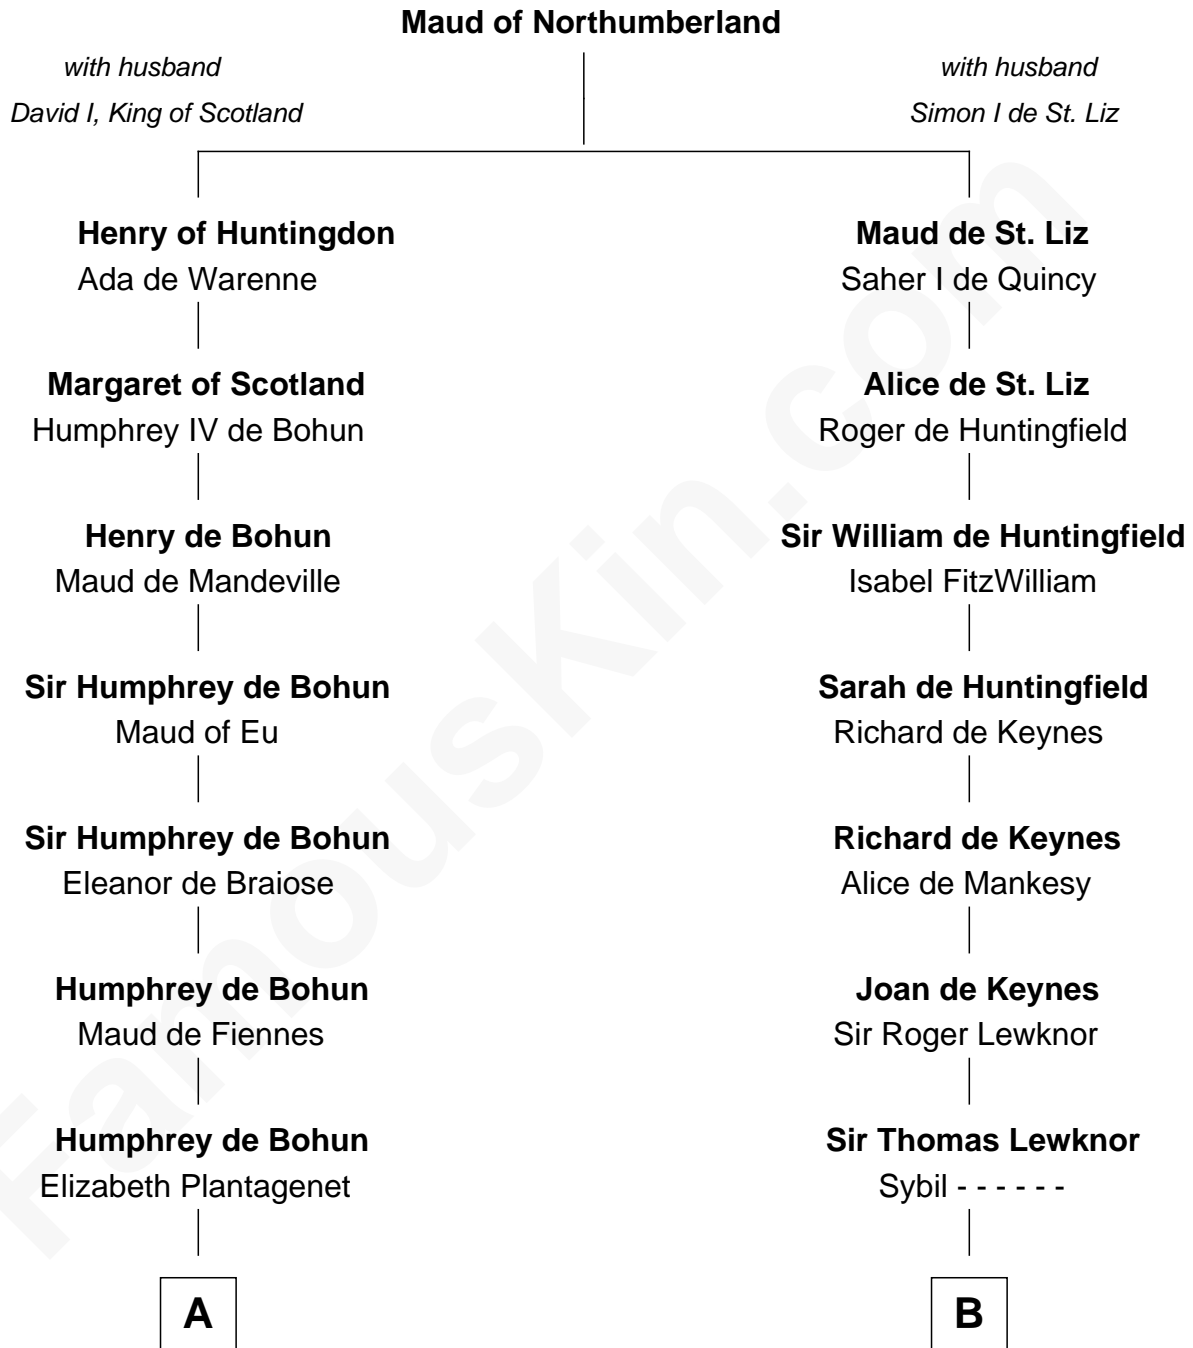 Maud of Northumberland
with husband
David I, King of Scotland
with husband
Simon I de St. Liz
Henry of Huntingdon
Ada de Warenne
Margaret of Scotland
Humphrey IV de Bohun
Henry de Bohun
Maud de Mandeville
Sir Humphrey de Bohun
Maud of Eu
Sir Humphrey de Bohun
Eleanor de Braiose
Humphrey de Bohun
Maud de Fiennes
Humphrey de Bohun
Elizabeth Plantagenet
A
Maud de St. Liz
Saher I de Quincy
Alice de St. Liz
Roger de Huntingfield
Sir William de Huntingfield
Isabel FitzWilliam
Sarah de Huntingfield
Richard de Keynes
Richard de Keynes
Alice de Mankesy
Joan de Keynes
Sir Roger Lewknor
Sir Thomas Lewknor
Sybil - - - - - -
B
FamousKin.com